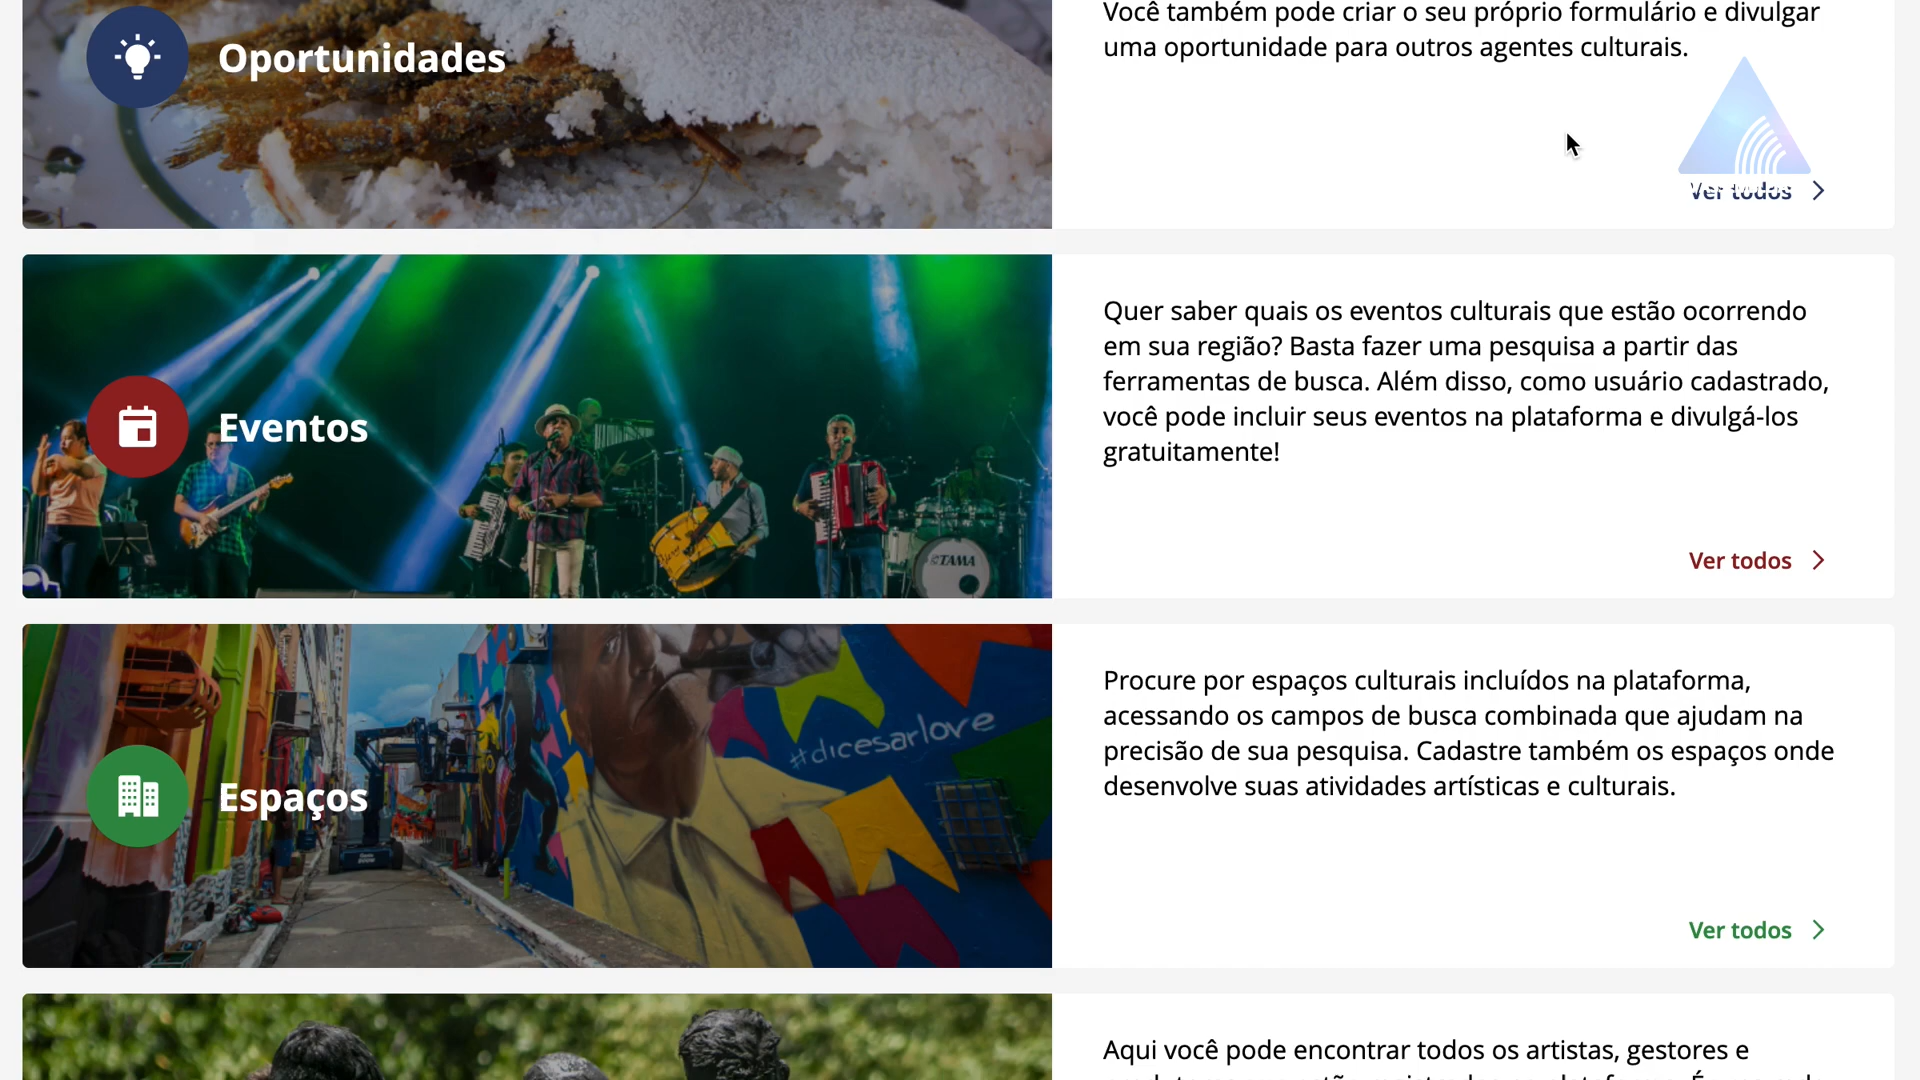 Você também pode criar o seu próprio formulário e divulgar
uma oportunidade para outros agentes culturais.
Oportunidades
Ver todos
Quer saber quais os eventos culturais que estão ocorrendo
em sua região? Basta fazer uma pesquisa a partir das
ferramentas de busca. Além disso, como usuário cadastrado,
você pode incluir seus eventos na plataforma e divulgá-los
gratuitamente!
Eventos
TAMA
Ver todos
Procure por espaços culturais incluídos na plataforma,
acessando os campos de busca combinada que ajudam na
precisão de sua pesquisa. Cadastre também os espaços onde
desenvolve suas atividades artísticas e culturais.
#dicesarlove
Espaços
Ver todos
Aqui você pode encontrar todos os artistas, gestores e